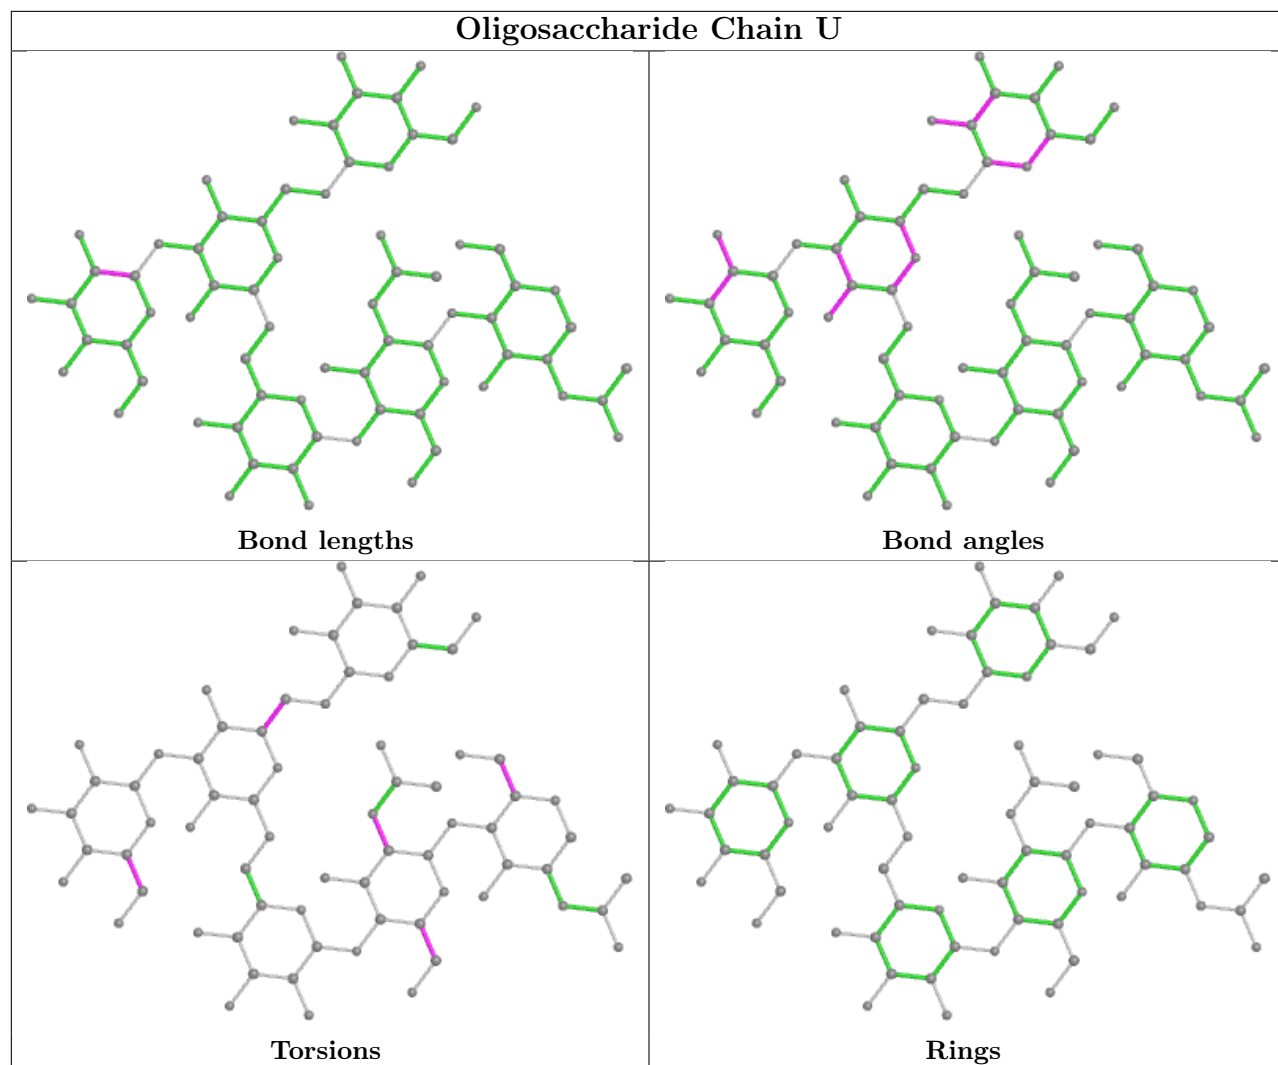 Oligosaccharide Chain U
Bond lengths
Bond angles
Torsions
Rings